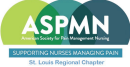 ASPMN
American Society for Pain Management Nursing
SUPPORTING NURSES MANAGING PAIN
St. Louis Regional Chapter